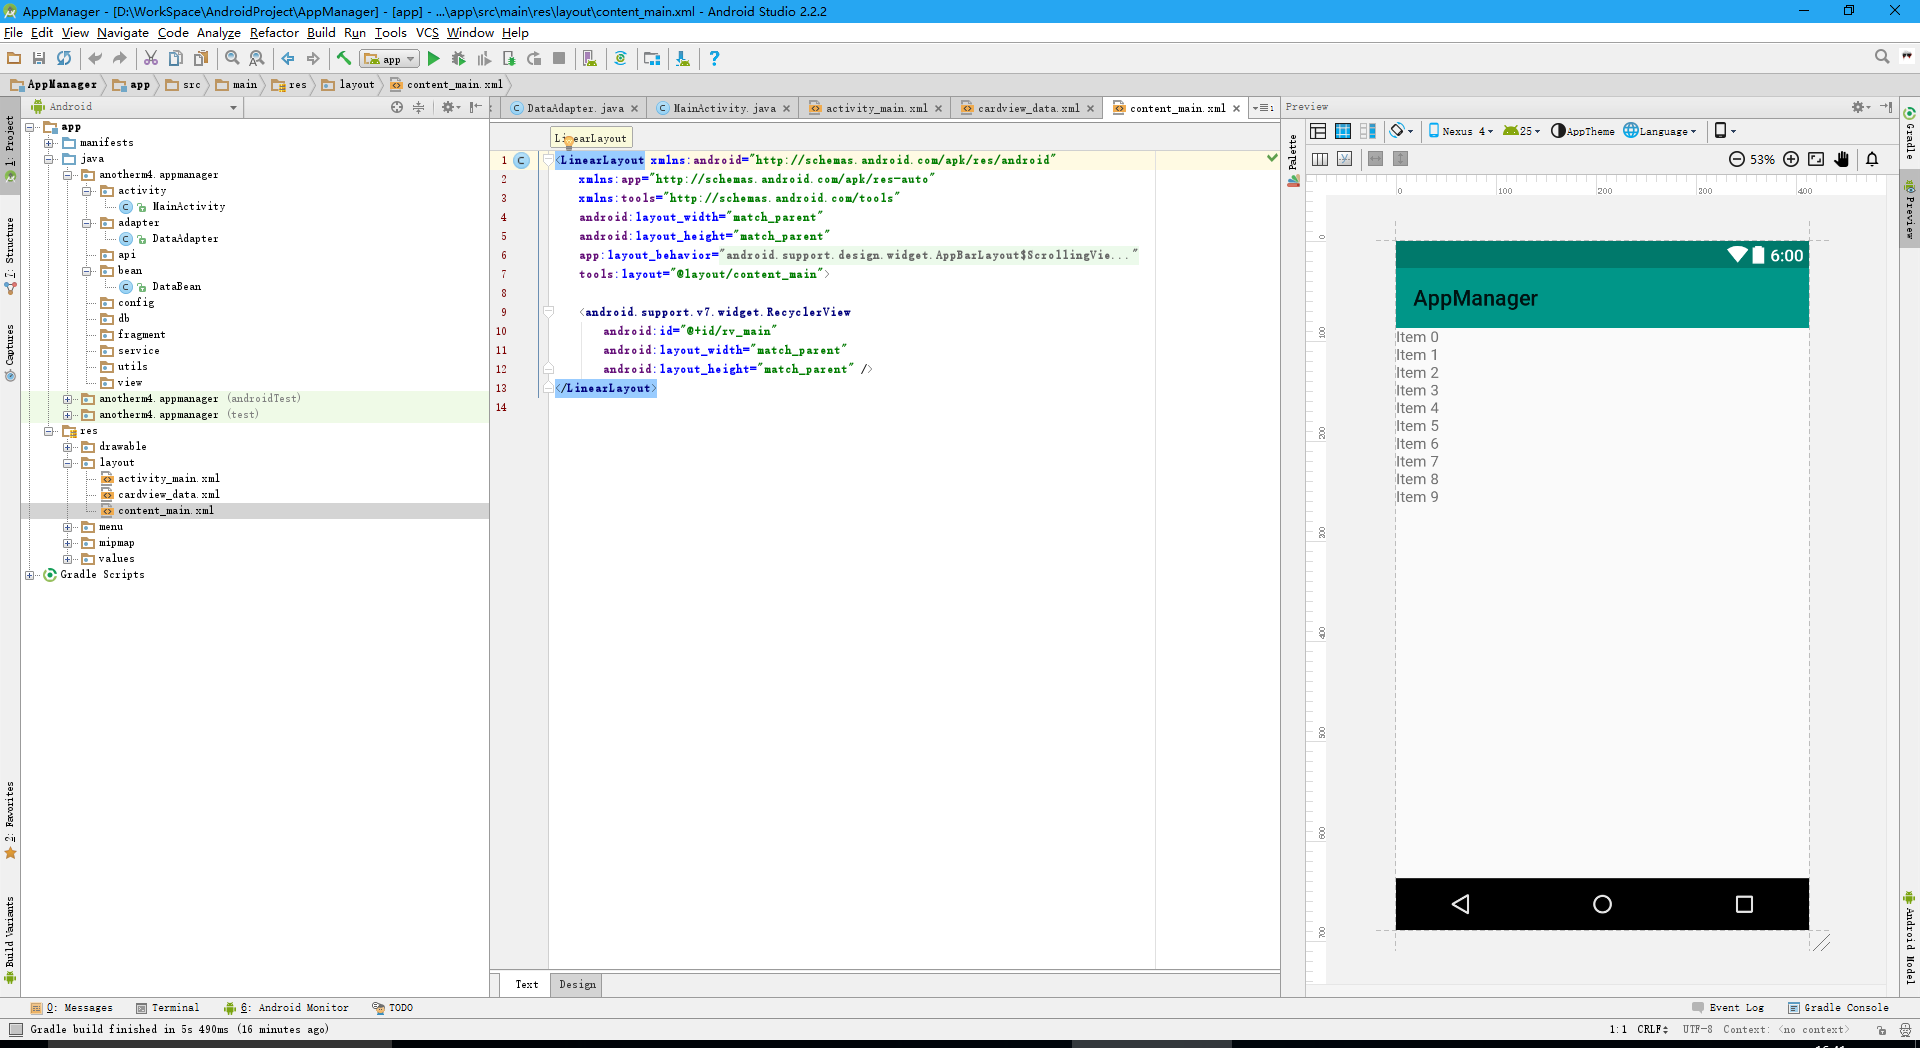 AppManager - [D:\WorkSpace\AndroidProject\AppManager] - [app] - ...\app\src\main\res\layout\content_main.xml - Android Studio 2.2.2
File Edit View Navigate Code Analyze Refactor Build Run Tools VCS Window Help
app
AppManager app src main res layout content_main.xml
Android
DataAdapter.java MainActivity.java activity_main.xml cardview_data.xml content_main.xml
1: Project
7: Structure
Captures
2: Favorites
Build Variants
app
manifests
java
anotherm4.appmanager
activity
MainActivity
adapter
DataAdapter
api
bean
DataBean
config
db
fragment
service
utils
view
anotherm4.appmanager (androidTest)
anotherm4.appmanager (test)
res
drawable
layout
activity_main.xml
cardview_data.xml
content_main.xml
menu
mipmap
values
Gradle Scripts
LinearLayout
1 <LinearLayout xmlns:android="http://schemas.android.com/apk/res/android"
2 xmlns:app="http://schemas.android.com/apk/res-auto"
3 xmlns:tools="http://schemas.android.com/tools"
4 android:layout_width="match_parent"
5 android:layout_height="match_parent"
6 app:layout_behavior="android.support.design.widget.AppBarLayout$ScrollingVie..."
7 tools:layout="@layout/content_main">
8
9 <android.support.v7.widget.RecyclerView
10 android:id="@+id/rv_main"
11 android:layout_width="match_parent"
12 android:layout_height="match_parent" />
13 </LinearLayout>
14
Text Design
Preview
Palette
Nexus 4 25 AppTheme Language
53%
0 100 200 300 400
0
100
200
300
400
500
600
700
6:00
AppManager
Item 0
Item 1
Item 2
Item 3
Item 4
Item 5
Item 6
Item 7
Item 8
Item 9
Gradle
Preview
Android Model
0: Messages Terminal 6: Android Monitor TODO
Event Log Gradle Console
Gradle build finished in 5s 490ms (16 minutes ago)
1:1 CRLF UTF-8 Context: <no context>